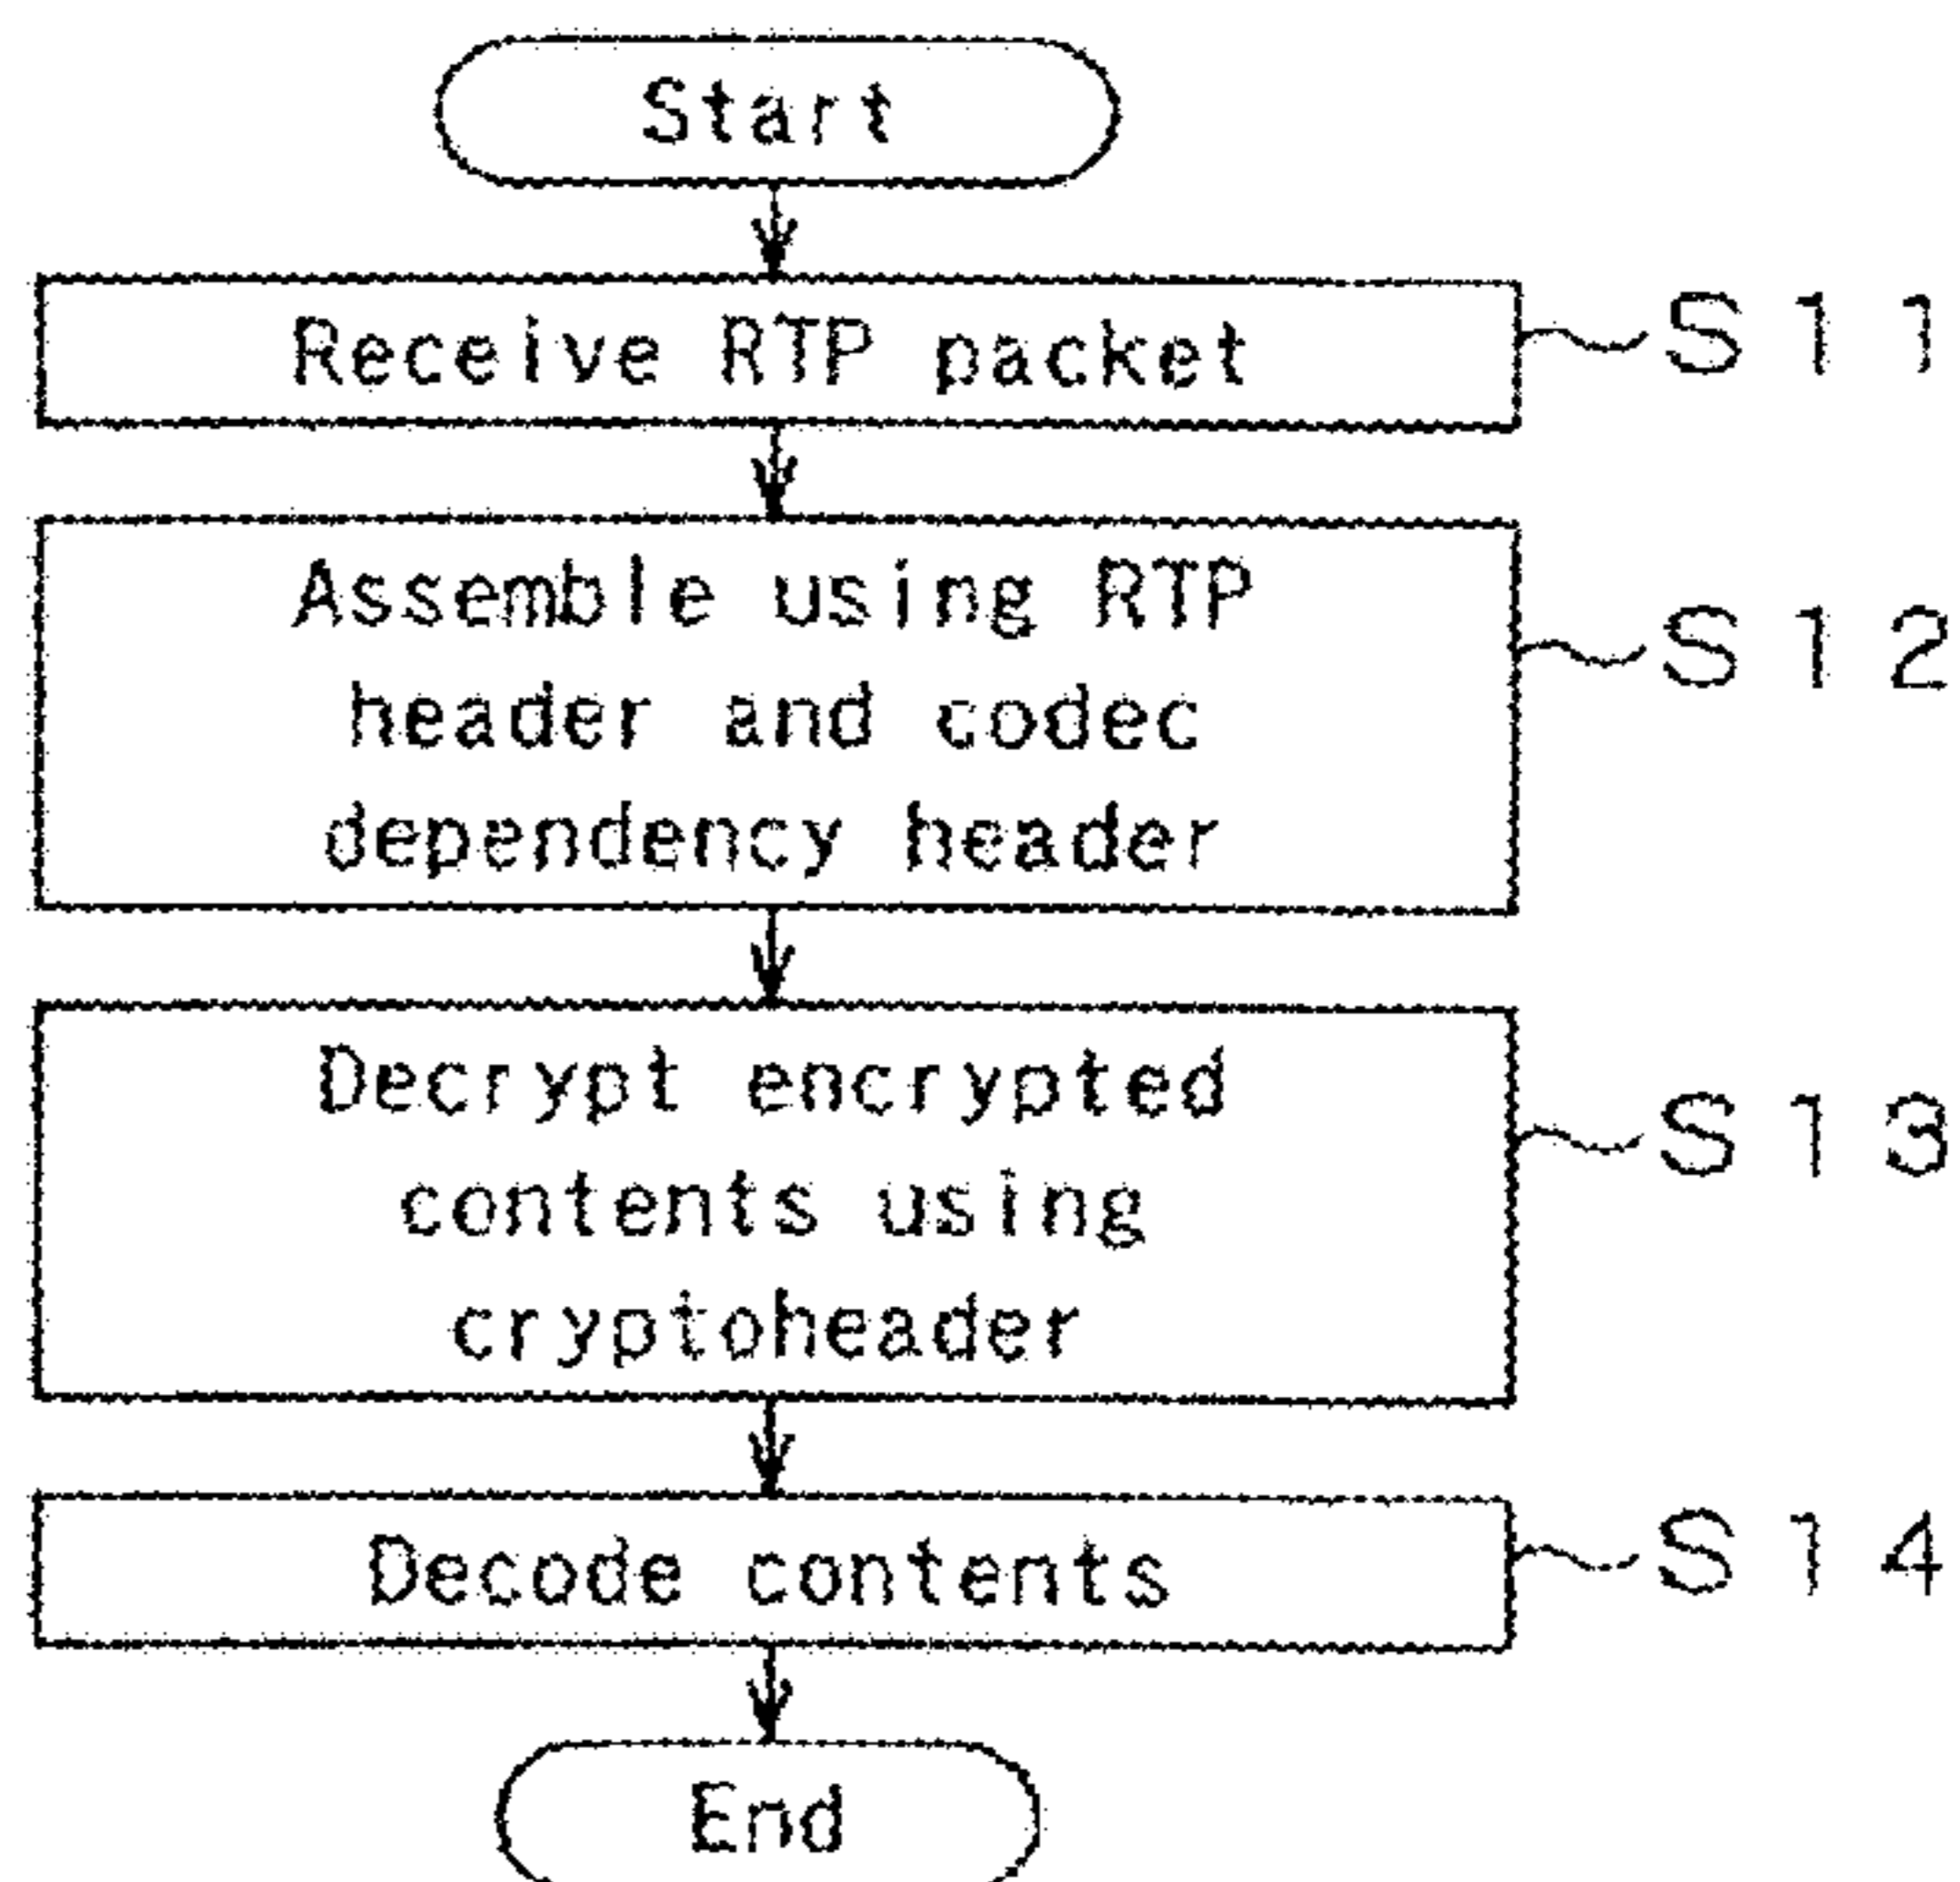 Start
Receive RTP packet
S11
Assemble using RTP
header and codec
dependency header
S12
Decrypt encrypted
contents using
cryptoheader
S13
Decode contents
S14
End